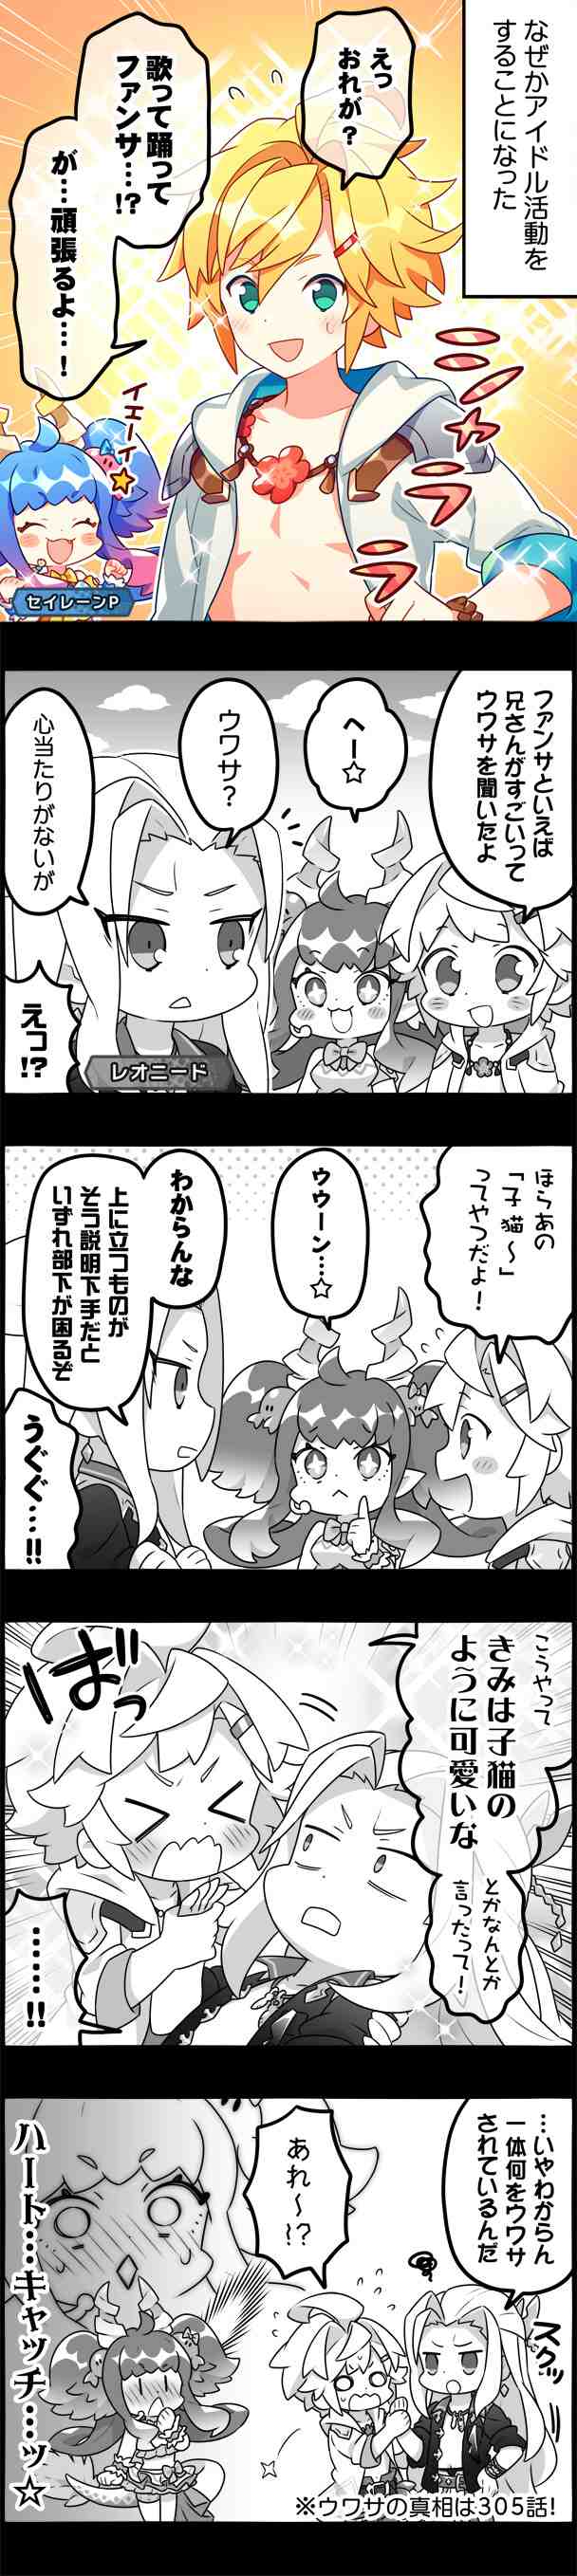 なぜかアイドル活動を
することになった
えっ
おれが？
歌って踊って
ファンサ…!?
が…頑張るよ…！
キラキラ
イエーイ☆
セイレーンP
ファンサといえば
兄さんがすごいって
ウワサを聞いたよ
へー☆
ウワサ？
心当たりがないが
えっ!?
レオニード
ほらあの
「子猫〜」
ってやつだよ！
ウウーン…☆
わからんな
上に立つものが
そう説明下手だと
いずれ部下が困るぞ
うぐぐ…!!
こうやって
きみは子猫の
ように可愛いな
とかなんとか
言ったって！
ばっ
……!!
…いやわからん
一体何をウワサ
されているんだ
スクッ
あれ〜!?
ハート…キャッチ…ッ☆
※ウワサの真相は305話!